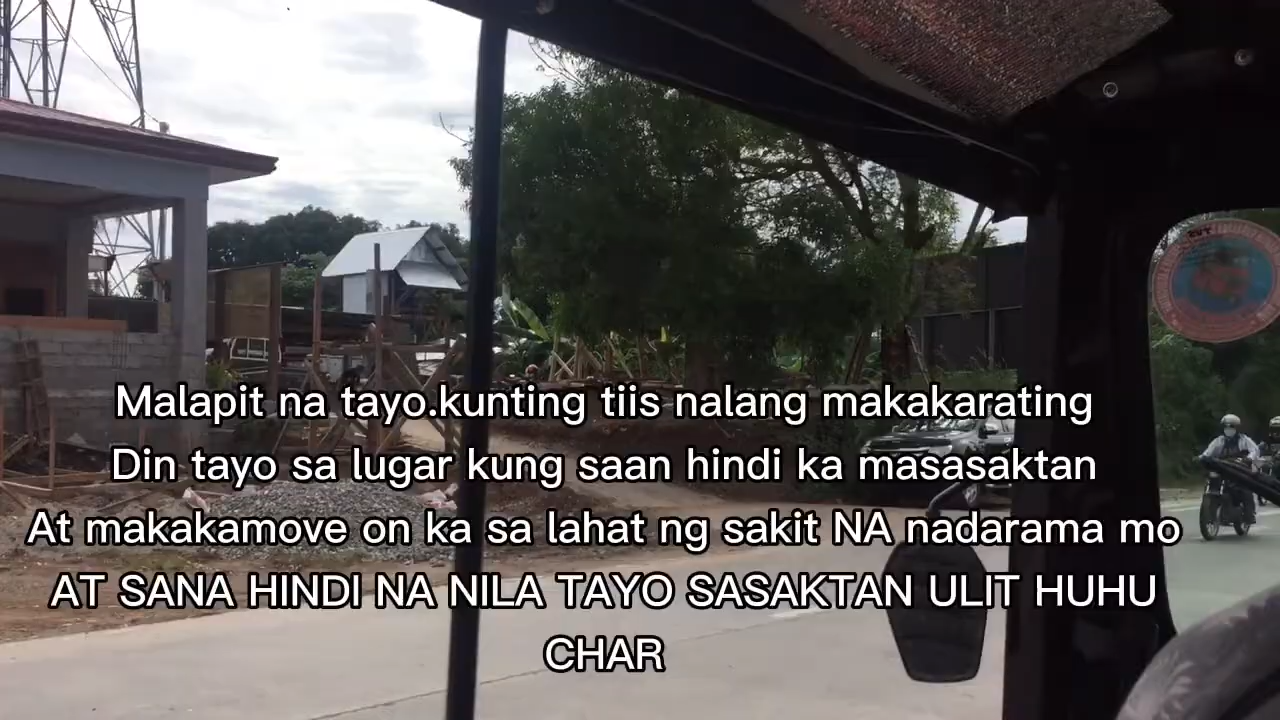 Malapit na tayo.kunting tiis nalang makakarating
Din tayo sa lugar kung saan hindi ka masasaktan
At makakamove on ka sa lahat ng sakit NA nadarama mo
AT SANA HINDI NA NILA TAYO SASAKTAN ULIT HUHU
CHAR